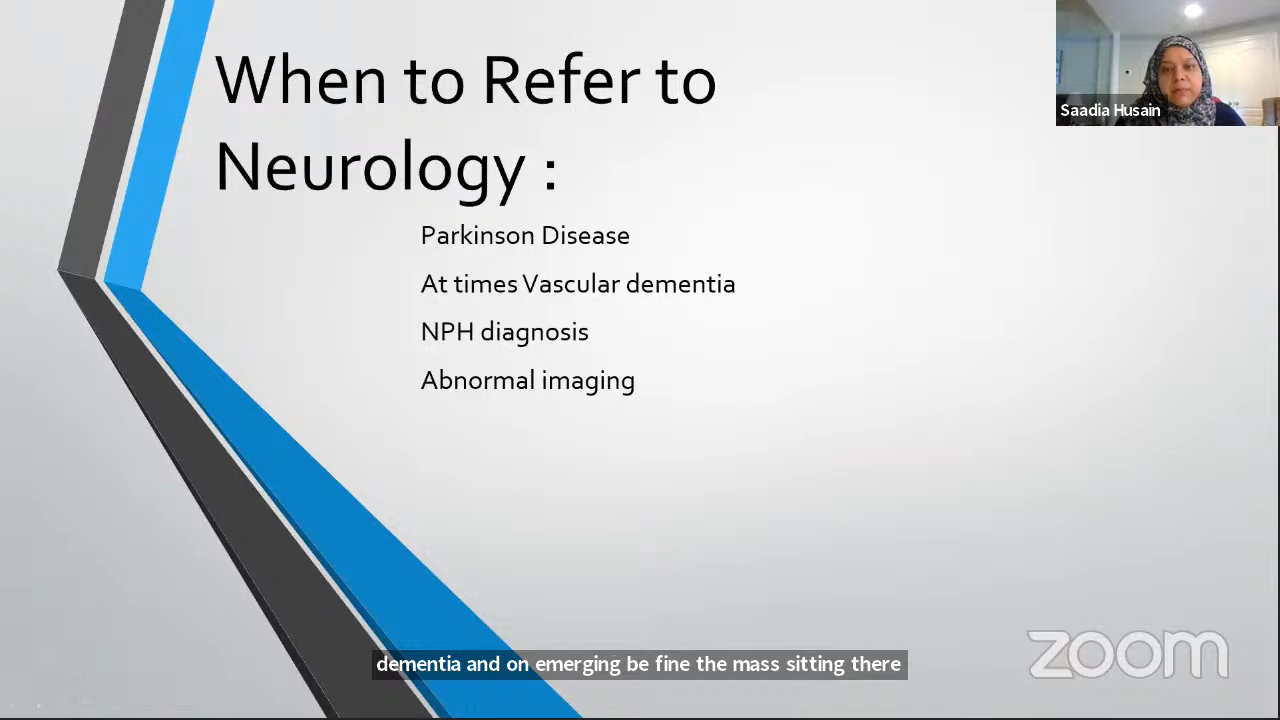 When to Refer to
Neurology :
Saadia Husain
Parkinson Disease
At times Vascular dementia
NPH diagnosis
Abnormal imaging
dementia and on emerging be fine the mass sitting there
zoom